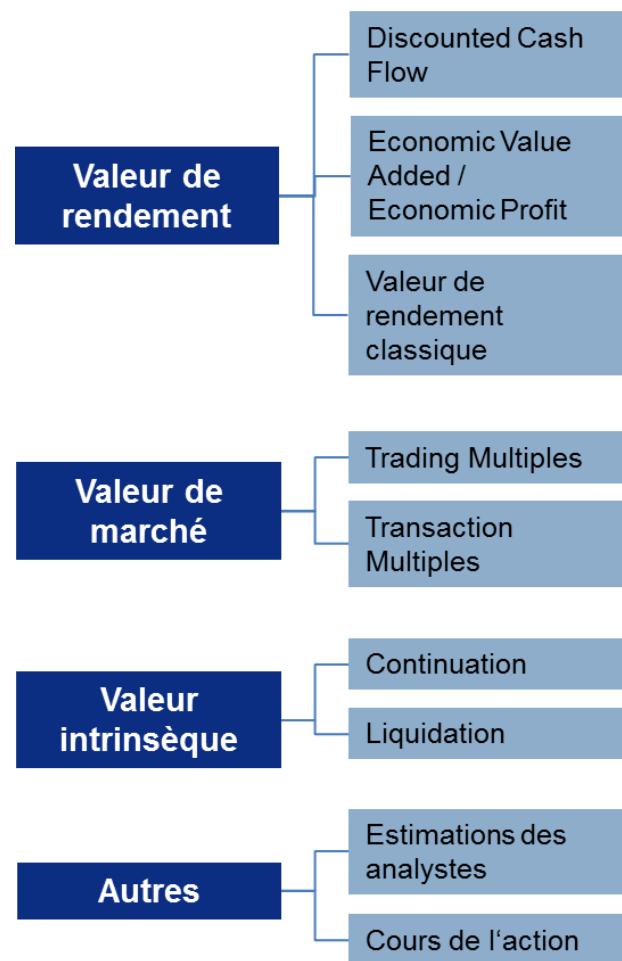 Valeur de
rendement
Discounted Cash
Flow
Economic Value
Added /
Economic Profit
Valeur de
rendement
classique
Valeur de
marché
Trading Multiples
Transaction
Multiples
Valeur
intrinsèque
Continuation
Liquidation
Autres
Estimations des
analystes
Cours de l‘action